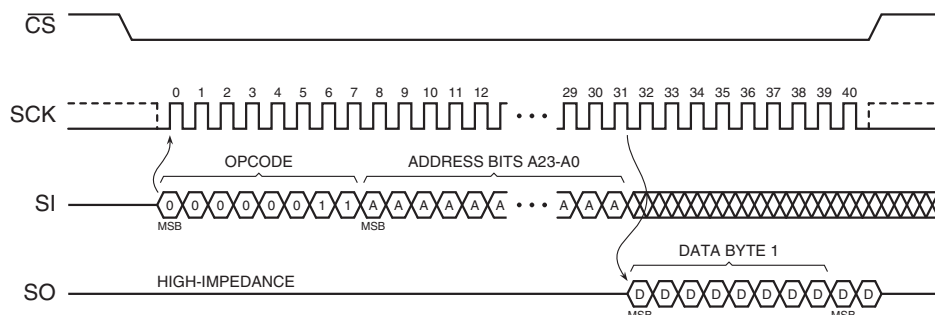 CS
0 1 2 3 4 5 6 7 8 9 10 11 12 29 30 31 32 33 34 35 36 37 38 39 40
SCK
OPCODE ADDRESS BITS A23-A0
SI 0 0 0 0 0 0 1 1 A A A A A A A A A
MSB MSB
DATA BYTE 1
HIGH-IMPEDANCE
SO D D D D D D D D D D
MSB MSB